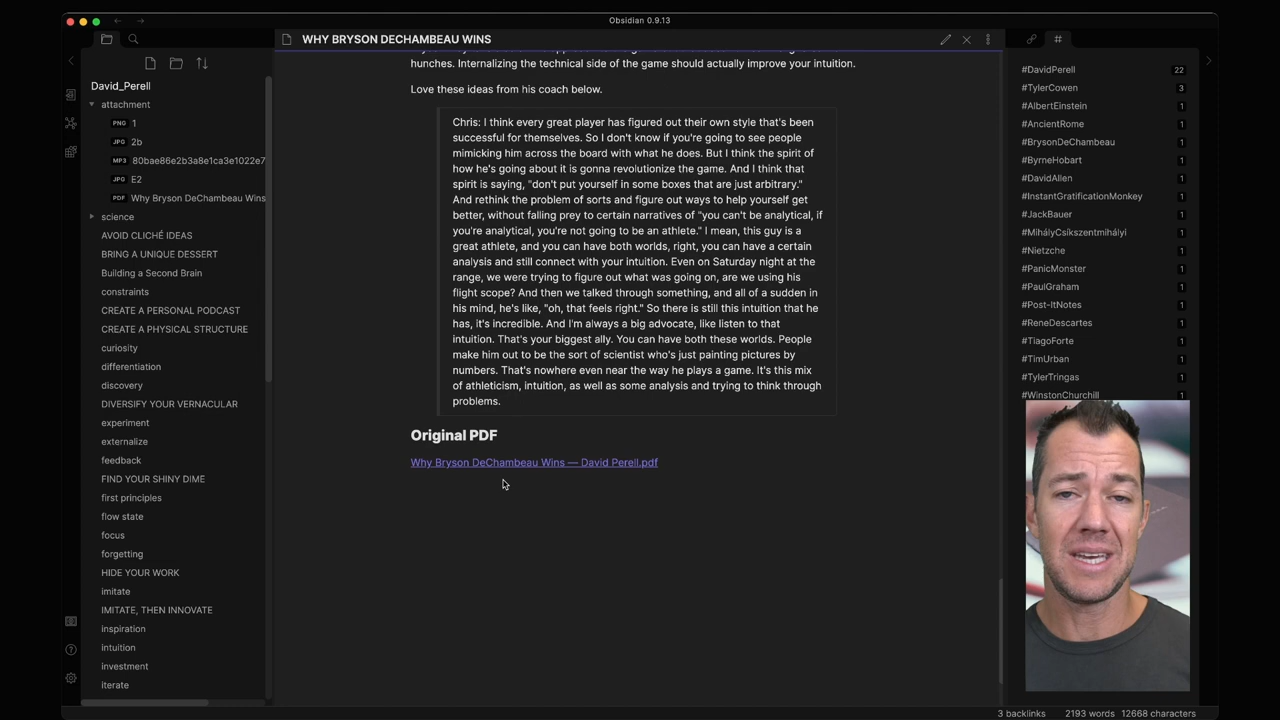 Obsidian 0.9.13
WHY BRYSON DECHAMBEAU WINS
David_Perell
attachment
PNG 1
JPG 2b
MP3 80bae86e2b3a8e1ca3e1022e7
JPG E2
PDF Why Bryson DeChambeau Wins
science
AVOID CLICHÉ IDEAS
BRING A UNIQUE DESSERT
Building a Second Brain
constraints
CREATE A PERSONAL PODCAST
CREATE A PHYSICAL STRUCTURE
curiosity
differentiation
discovery
DIVERSIFY YOUR VERNACULAR
experiment
externalize
feedback
FIND YOUR SHINY DIME
first principles
flow state
focus
forgetting
HIDE YOUR WORK
imitate
IMITATE, THEN INNOVATE
inspiration
intuition
investment
iterate
hunches. Internalizing the technical side of the game should actually improve your intuition.
Love these ideas from his coach below.
Chris: I think every great player has figured out their own style that's been
successful for themselves. So I don't know if you're going to see people
mimicking him across the board with what he does. But I think the spirit of
how he's going about it is gonna revolutionize the game. And I think that
spirit is saying, "don't put yourself in some boxes that are just arbitrary."
And rethink the problem of sorts and figure out ways to help yourself get
better, without falling prey to certain narratives of "you can't be analytical, if
you're analytical, you're not going to be an athlete." I mean, this guy is a
great athlete, and you can have both worlds, right, you can have a certain
analysis and still connect with your intuition. Even on Saturday night at the
range, we were trying to figure out what was going on, are we using his
flight scope? And then we talked through something, and all of a sudden in
his mind, he's like, "oh, that feels right." So there is still this intuition that he
has, it's incredible. And I'm always a big advocate, like listen to that
intuition. That's your biggest ally. You can have both these worlds. People
make him out to be the sort of scientist who's just painting pictures by
numbers. That's nowhere even near the way he plays a game. It's this mix
of athleticism, intuition, as well as some analysis and trying to think through
problems.
Original PDF
Why Bryson DeChambeau Wins — David Perell.pdf
#DavidPerell 22
#TylerCowen 3
#AlbertEinstein 1
#AncientRome 1
#BrysonDeChambeau 1
#ByrneHobart 1
#DavidAllen 1
#InstantGratificationMonkey 1
#JackBauer 1
#MihályCsíkszentmihályi 1
#Nietzche 1
#PanicMonster 1
#PaulGraham 1
#Post-ItNotes 1
#ReneDescartes 1
#TiagoForte 1
#TimUrban 1
#TylerTringas 1
#WinstonChurchill 1
3 backlinks 2193 words 12668 characters